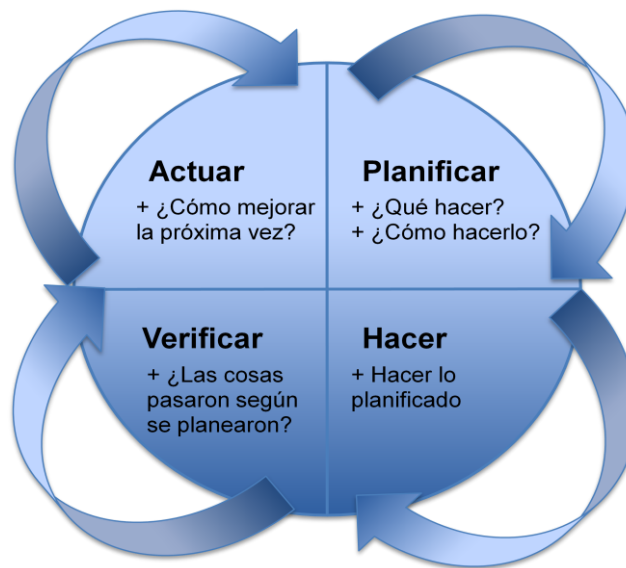 Actuar
+ ¿Cómo mejorar
la próxima vez?
Planificar
+ ¿Qué hacer?
+ ¿Cómo hacerlo?
Verificar
+ ¿Las cosas
pasaron según
se planearon?
Hacer
+ Hacer lo
planificado